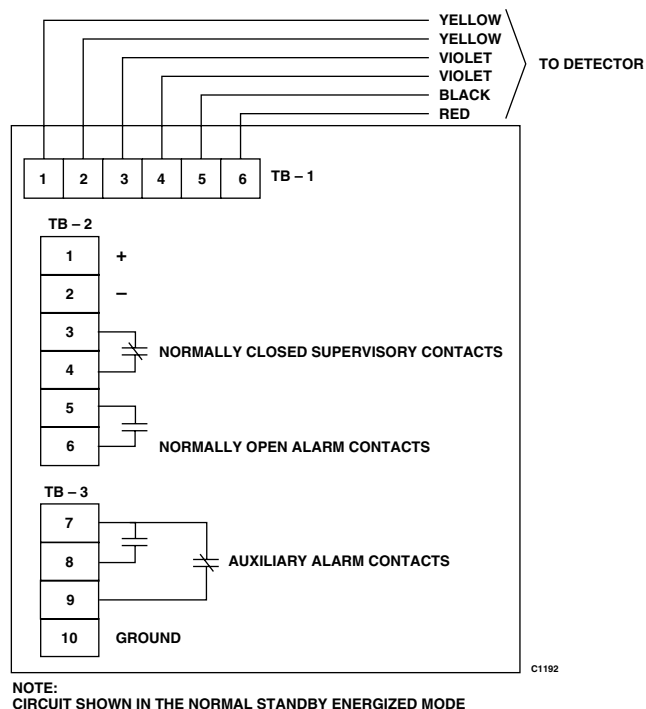 YELLOW
YELLOW
VIOLET
VIOLET
BLACK
RED
TO DETECTOR
1 2 3 4 5 6 TB – 1
TB – 2
1 +
2 –
3
NORMALLY CLOSED SUPERVISORY CONTACTS
4
5
6 NORMALLY OPEN ALARM CONTACTS
TB – 3
7
8 AUXILIARY ALARM CONTACTS
9
10 GROUND
C1192
NOTE:
CIRCUIT SHOWN IN THE NORMAL STANDBY ENERGIZED MODE